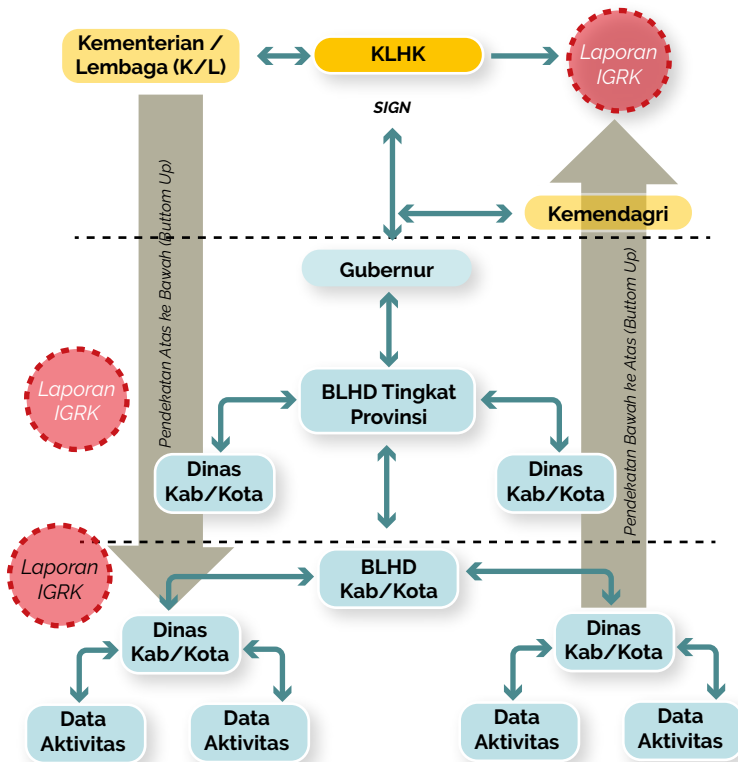 Kementerian /
Lembaga (K/L)
KLHK
Laporan
IGRK
SIGN
Kemendagri
Pendekatan Atas ke Bawah (Buttom Up)
Pendekatan Bawah ke Atas (Buttom Up)
Gubernur
Laporan
IGRK
BLHD Tingkat
Provinsi
Dinas
Kab/Kota
Dinas
Kab/Kota
Laporan
IGRK
BLHD
Kab/Kota
Dinas
Kab/Kota
Dinas
Kab/Kota
Data
Aktivitas
Data
Aktivitas
Data
Aktivitas
Data
Aktivitas